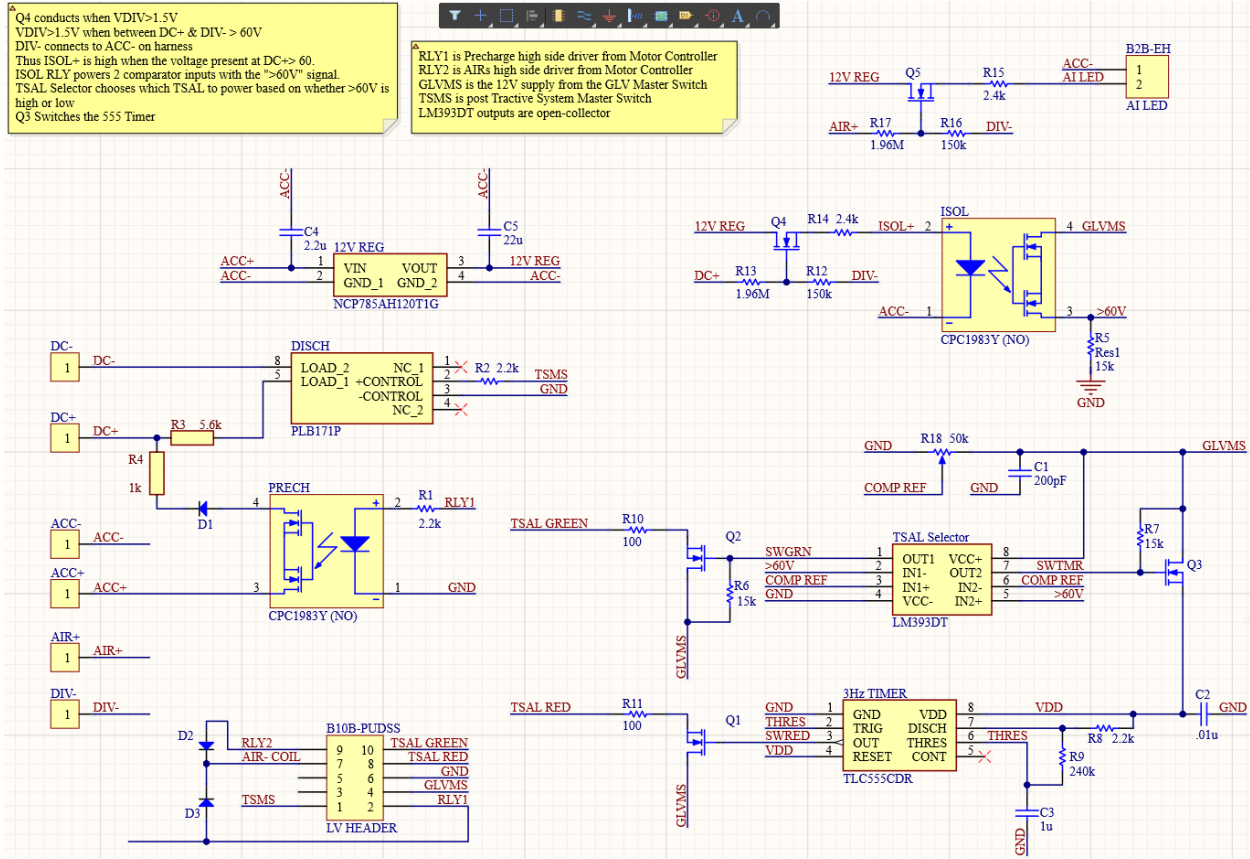 Q4 conducts when VDIV>1.5V
VDIV>1.5V when between DC+ & DIV- > 60V
DIV- connects to ACC- on harness
Thus ISOL+ is high when the voltage present at DC+> 60.
ISOL RLY powers 2 comparator inputs with the ">60V" signal.
TSAL Selector chooses which TSAL to power based on whether >60V is
high or low
Q3 Switches the 555 Timer
RLY1 is Precharge high side driver from Motor Controller
RLY2 is AIRs high side driver from Motor Controller
GLVMS is the 12V supply from the GLV Master Switch
TSMS is post Tractive System Master Switch
LM393DT outputs are open-collector
B2B-EH
ACC- 1
AI LED 2
AI LED
12V REG Q5 R15
2.4k
AIR+ R17 R16 DIV-
1.96M 150k
ACC- ACC-
C4 C5
2.2u 22u
12V REG
ACC+ 1 VIN VOUT 3 12V REG
ACC- 2 GND_1 GND_2 4 ACC-
NCP785AH120T1G
12V REG Q4 R14 2.4k ISOL+ 2
DC+ R13 R12 DIV-
1.96M 150k
ISOL
+ 4 GLVMS
ACC- 1 - 3 >60V
CPC1983Y (NO)
R5
Res1
15k
GND
DC-
1 DC-
DISCH
8 LOAD_2 NC_1 1
5 LOAD_1 +CONTROL 2 R2 2.2k TSMS
-CONTROL 3 GND
NC_2 4
PLB171P
DC+
1 DC+ R3 5.6k
R4
1k
D1
PRECH
4 + 2 R1 RLY1
2.2k
3 - 1 GND
CPC1983Y (NO)
ACC-
1 ACC-
ACC+
1 ACC+
AIR+
1 AIR+
DIV-
1 DIV-
GND R18 50k GLVMS
COMP REF GND C1
200pF
TSAL GREEN R10
100
Q2
R6
15k
GLVMS
TSAL Selector
SWGRN 1 OUT1 VCC+ 8
>60V 2 IN1- OUT2 7 SWTMR
COMP REF 3 IN1+ IN2- 6 COMP REF
GND 4 VCC- IN2+ 5 >60V
LM393DT
R7
15k
Q3
TSAL RED R11
100
Q1
GLVMS
3Hz TIMER
GND 1 GND VDD 8 VDD
THRES 2 TRIG DISCH 7
SWRED 3 OUT THRES 6 THRES
VDD 4 RESET CONT 5
TLC555CDR
R8 2.2k
R9
240k
C2
.01u
GND
C3
1u
GND
B10B-PUDSS
D2
RLY2 9 10 TSAL GREEN
AIR- COIL 7 8 TSAL RED
5 6 GND
3 4 GLVMS
TSMS 1 2 RLY1
D3
LV HEADER